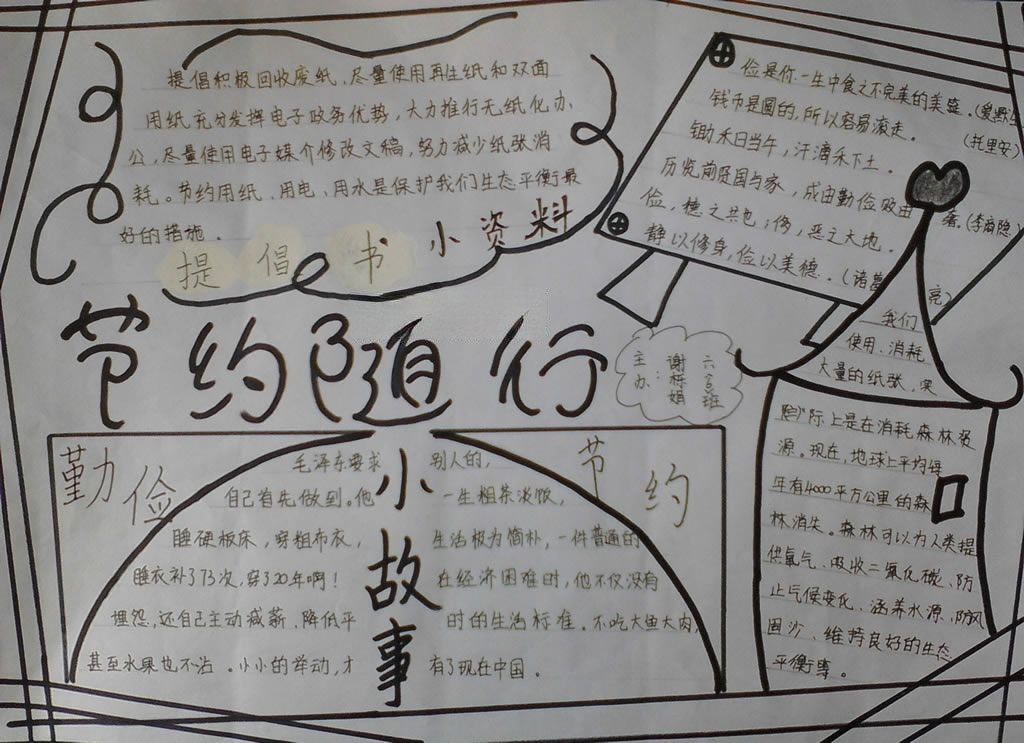 提倡积极回收废纸、尽量使用再生纸和双面
用纸充分发挥电子政务优势，大力推行无纸化办
公，尽量使用电子媒介修改文稿，努力减少纸张消
耗。节约用纸、用电、用水是保护我们生态平衡最
好的措施．
提倡书小资料
俭是你一生中食之不完美的美盛．(爱默生
钱币是圆的，所以容易滚走．(托里安)
锄禾日当午，汗滴禾下土．
历览前贤国与家，成由勤俭败由
奢。(李商隐)
俭，德之共也；侈，恶之大地．
静以修身，俭以美德．(诸葛
亮)
节约随行
主办：
谢梓娟
六 班
我们
使用、消耗
大量的纸张，实
际上是在消耗森林资
源。现在，地球上平均每
年有4000平方公里的森
林消失。森林可以为人类提
供氧气、吸收二氧化碳、防
止气候变化、涵养水源、防风
固沙、维持良好的生态
平衡等。
勤俭
节约
小故事
毛泽东要求别人的，
自己首先做到。他一生粗茶淡饭，
睡硬板床，穿粗布衣，生活极为简朴，一件普通的
睡衣补了73次，穿了20年啊！在经济困难时，他不仅没有
埋怨，还自己主动减薪、降低平时的生活标准．不吃大鱼大肉，
甚至水果也不沾．小小的举动，才有了现在中国．